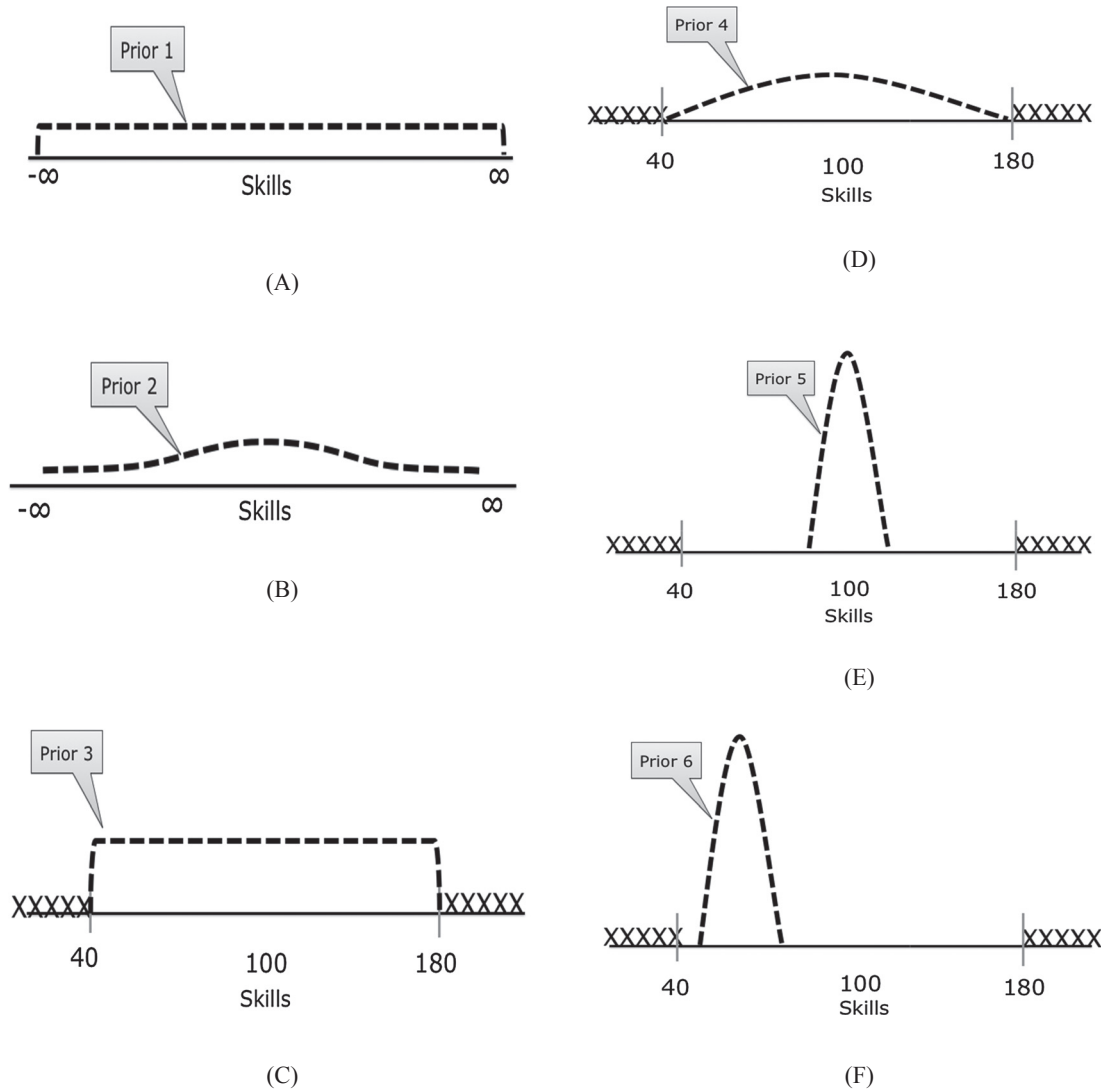 Prior 1
-∞
Skills
∞
(A)
Prior 2
-∞
Skills
∞
(B)
Prior 3
XXXXX
XXXXX
40
100
180
Skills
(C)
Prior 4
XXXXX
XXXXX
40
100
180
Skills
(D)
Prior 5
XXXXX
XXXXX
40
100
180
Skills
(E)
Prior 6
XXXXX
XXXXX
40
100
180
Skills
(F)